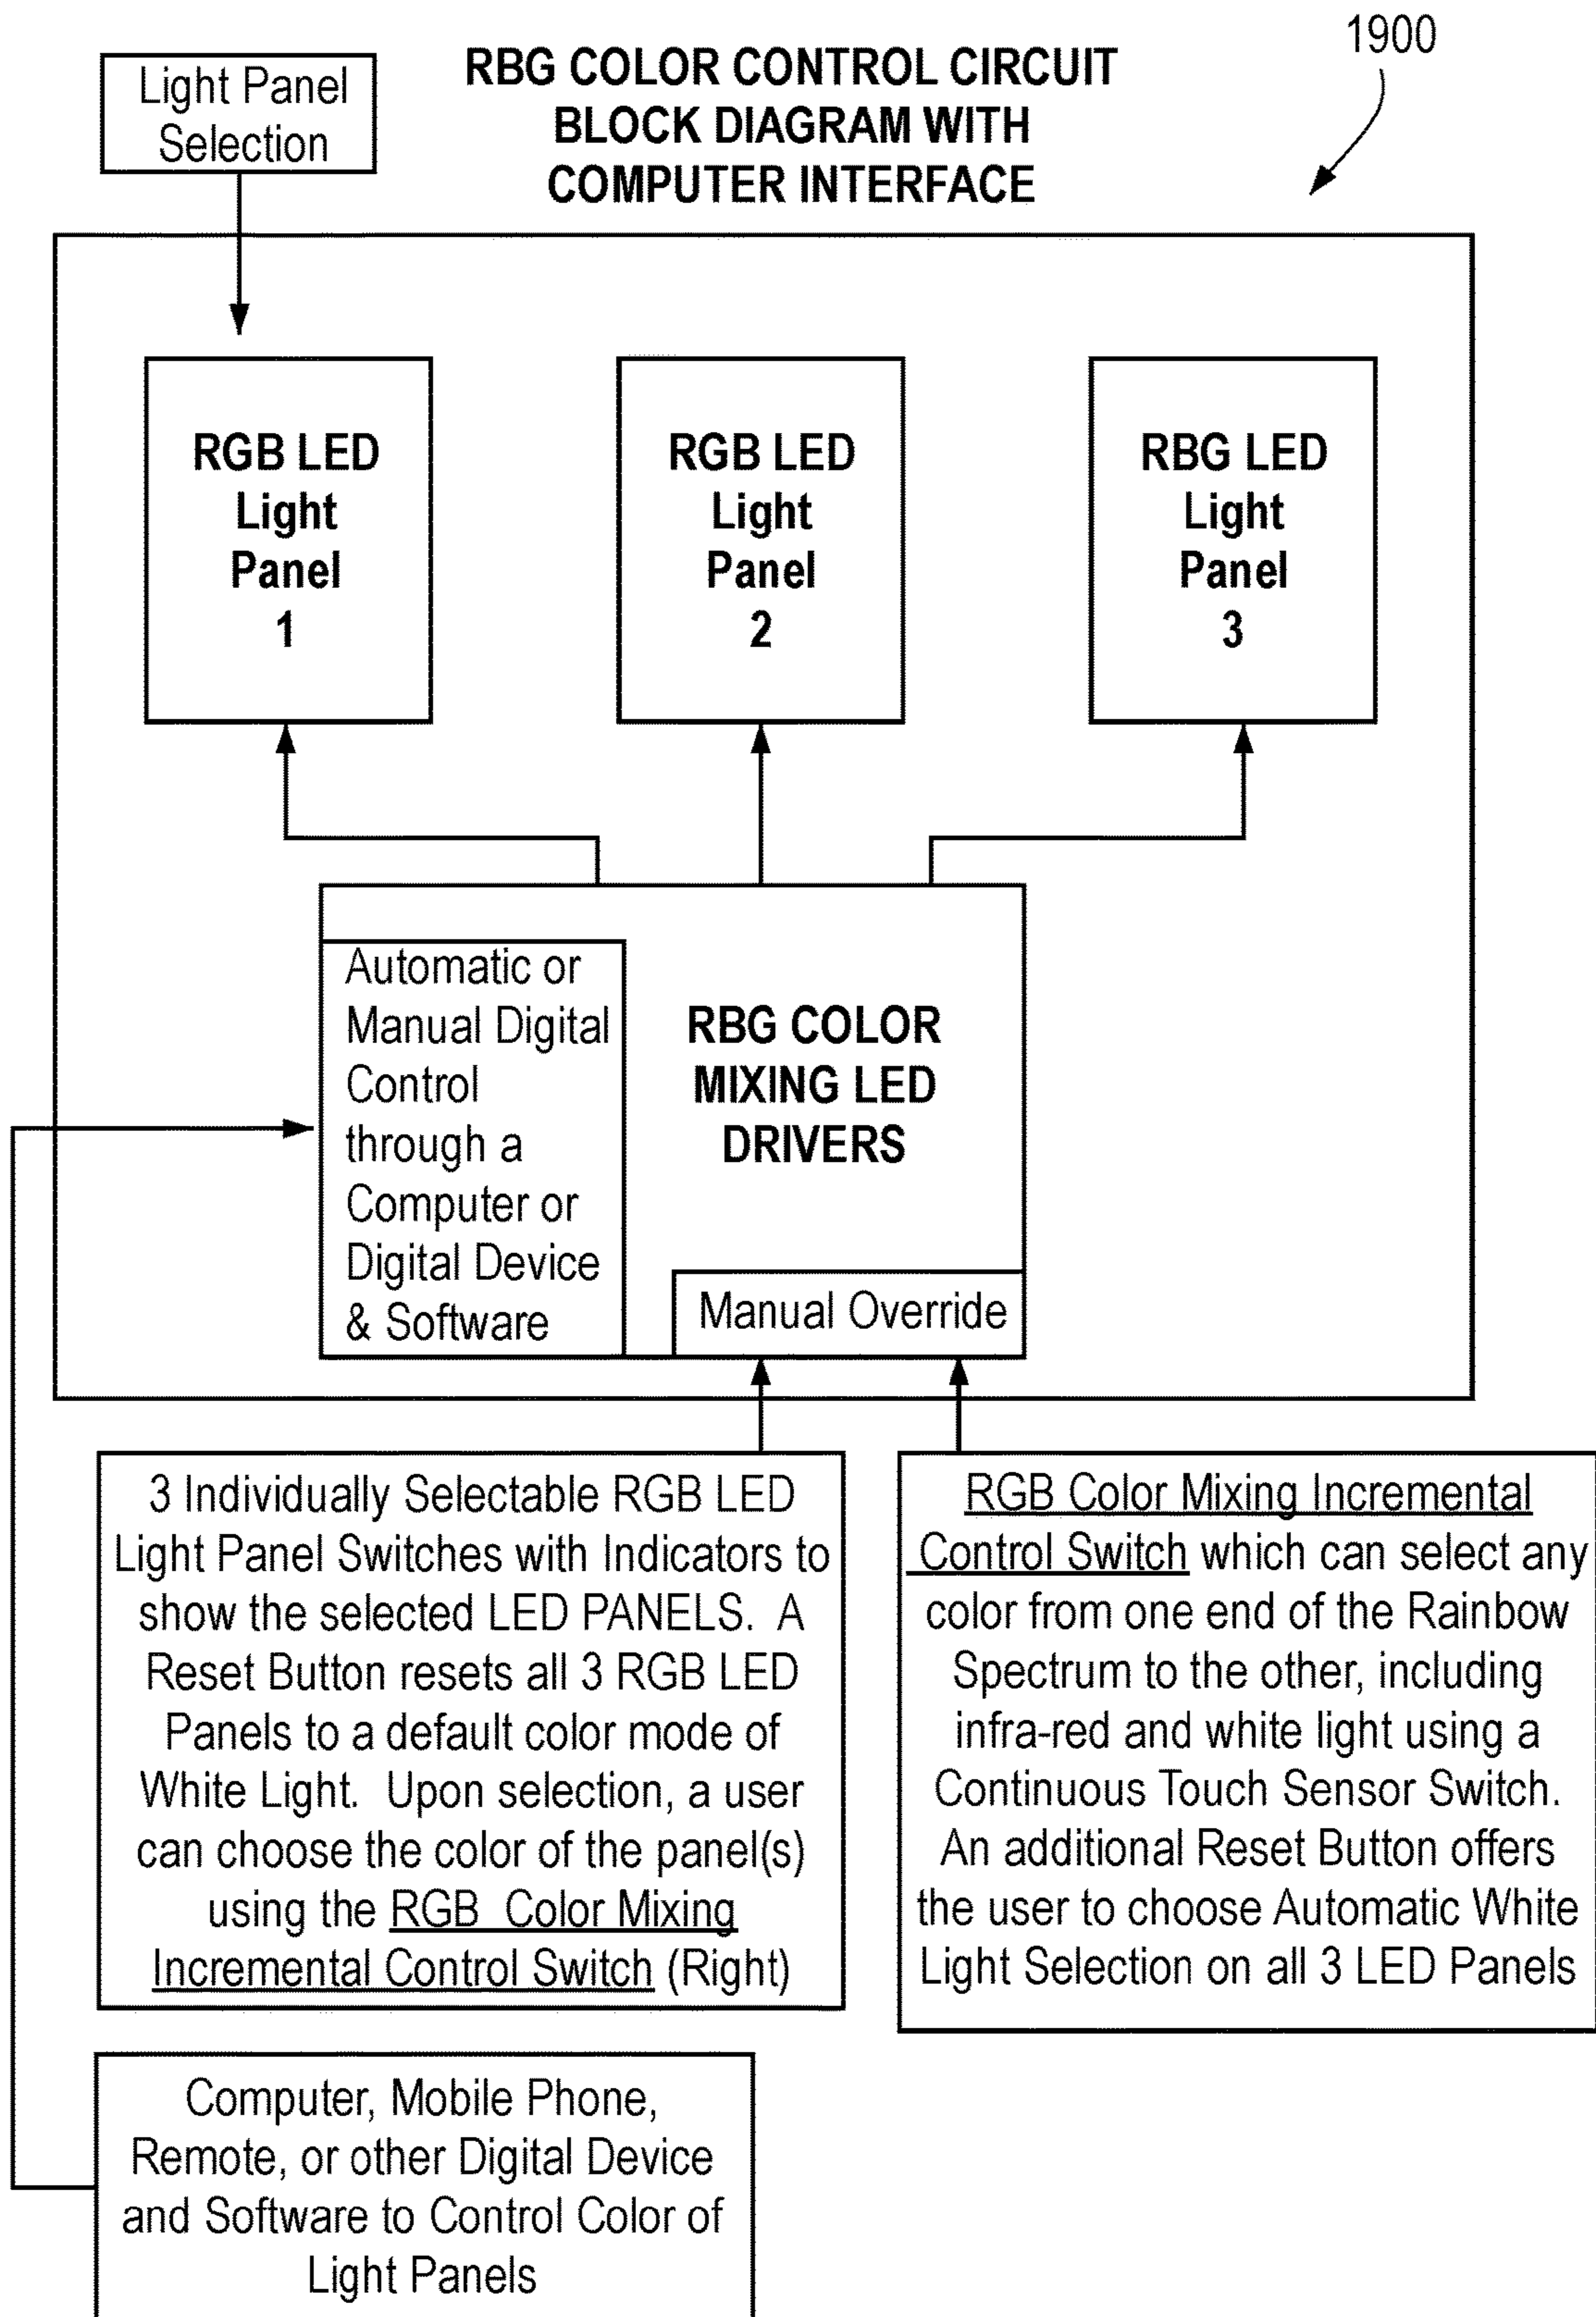 1900
RBG COLOR CONTROL CIRCUIT
BLOCK DIAGRAM WITH
COMPUTER INTERFACE
Light Panel
Selection
RGB LED
Light
Panel
1
RGB LED
Light
Panel
2
RBG LED
Light
Panel
3
Automatic or
Manual Digital
Control
through a
Computer or
Digital Device
& Software
RBG COLOR
MIXING LED
DRIVERS
Manual Override
3 Individually Selectable RGB LED
Light Panel Switches with Indicators to
show the selected LED PANELS. A
Reset Button resets all 3 RGB LED
Panels to a default color mode of
White Light. Upon selection, a user
can choose the color of the panel(s)
using the RGB Color Mixing
Incremental Control Switch (Right)
RGB Color Mixing Incremental
Control Switch which can select any
color from one end of the Rainbow
Spectrum to the other, including
infra-red and white light using a
Continuous Touch Sensor Switch.
An additional Reset Button offers
the user to choose Automatic White
Light Selection on all 3 LED Panels
Computer, Mobile Phone,
Remote, or other Digital Device
and Software to Control Color of
Light Panels